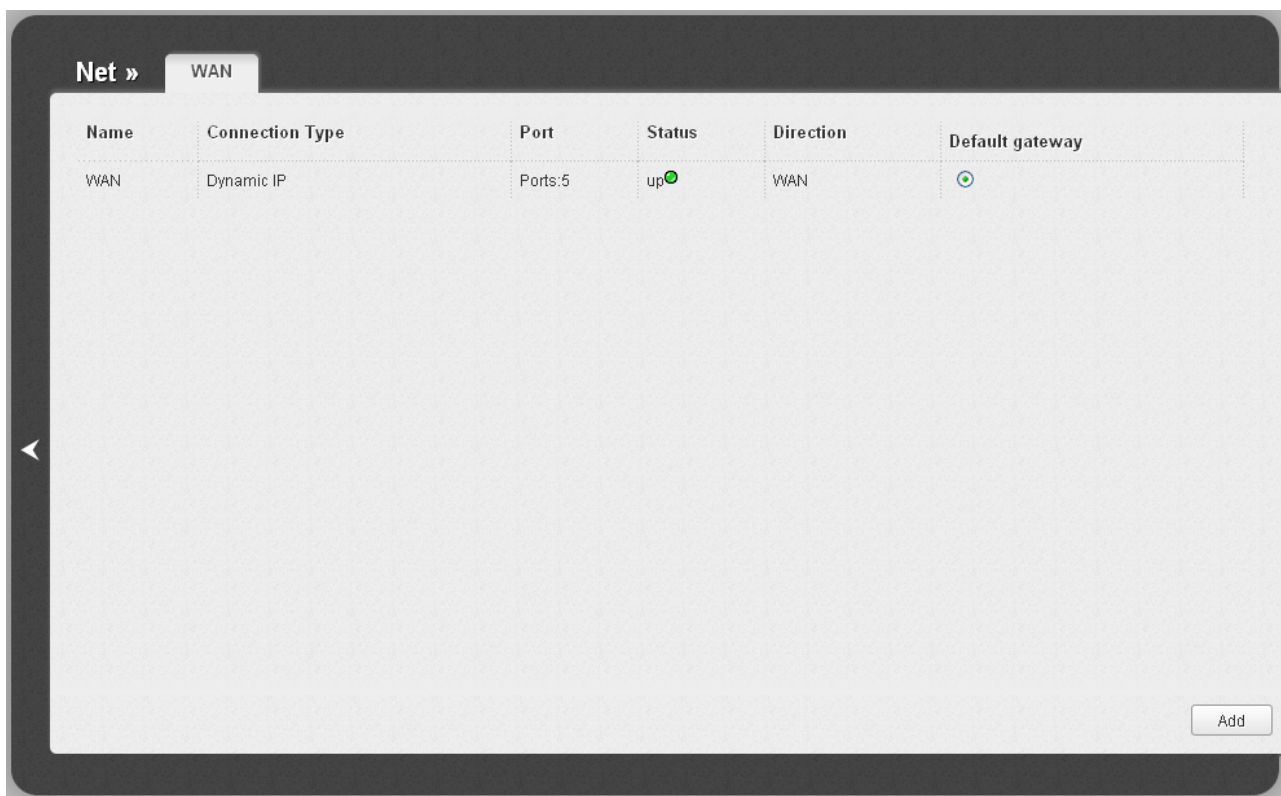 Net » WAN
Name Connection Type Port Status Direction Default gateway
WAN Dynamic IP Ports:5 up WAN
Add